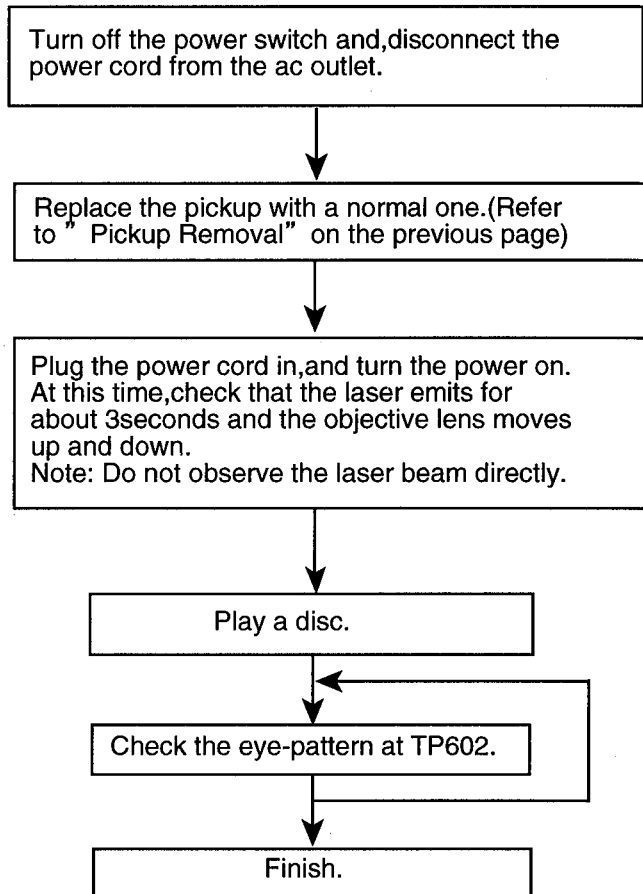 Turn off the power switch and,disconnect the
power cord from the ac outlet.
Replace the pickup with a normal one.(Refer
to " Pickup Removal" on the previous page)
Plug the power cord in,and turn the power on.
At this time,check that the laser emits for
about 3seconds and the objective lens moves
up and down.
Note: Do not observe the laser beam directly.
Play a disc.
Check the eye-pattern at TP602.
Finish.